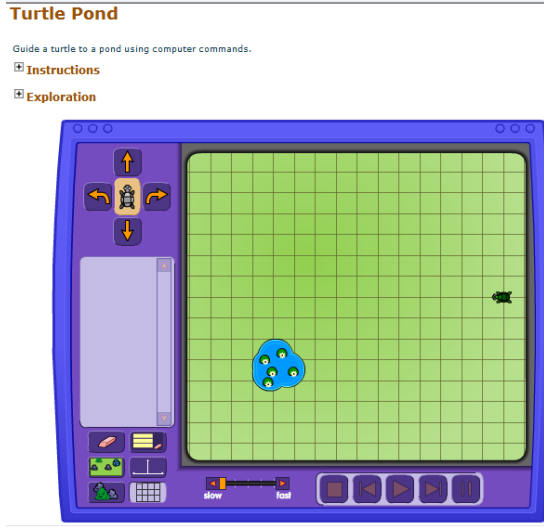 Turtle Pond
Guide a turtle to a pond using computer commands.
Instructions
Exploration
slow
fast